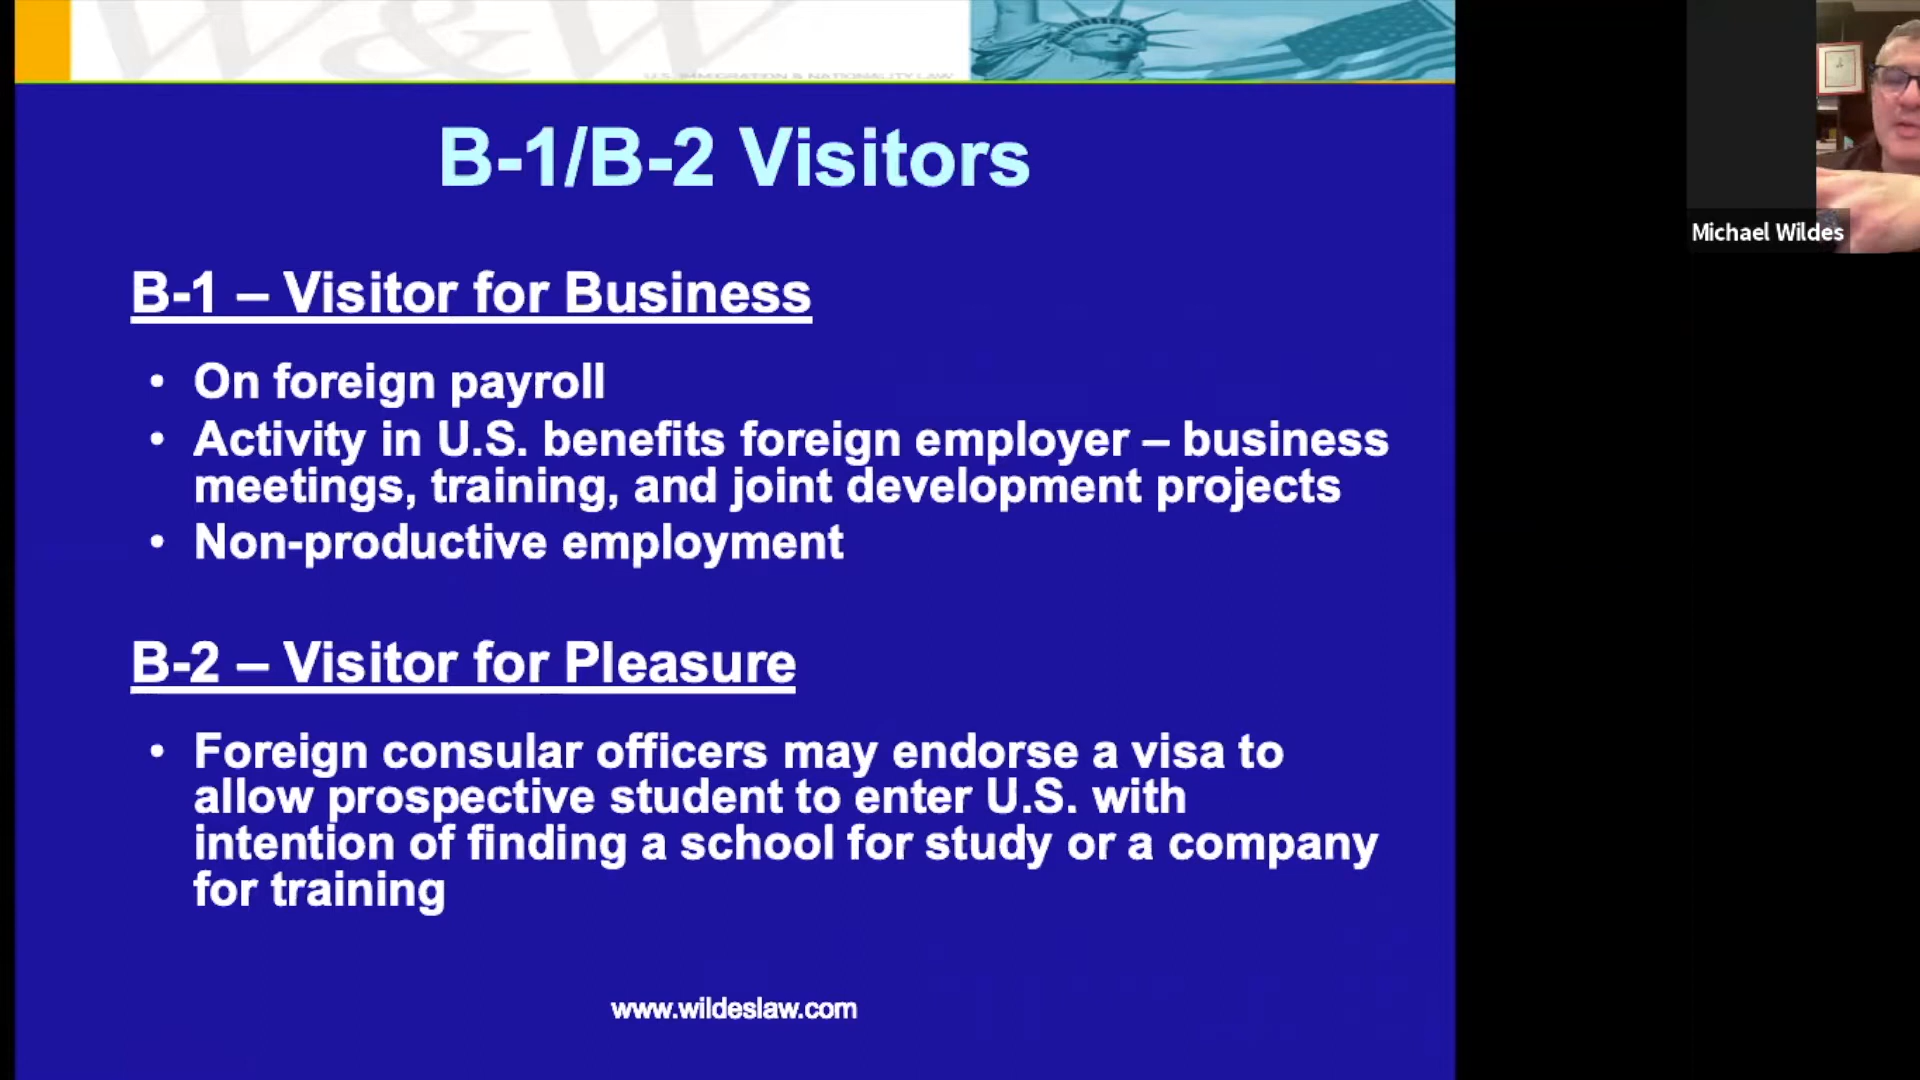 W&W
U.S. IMMIGRATION & NATIONALITY LAW
B-1/B-2 Visitors
B-1 – Visitor for Business
• On foreign payroll
• Activity in U.S. benefits foreign employer – business
meetings, training, and joint development projects
• Non-productive employment
B-2 – Visitor for Pleasure
• Foreign consular officers may endorse a visa to
allow prospective student to enter U.S. with
intention of finding a school for study or a company
for training
www.wildeslaw.com
Michael Wildes